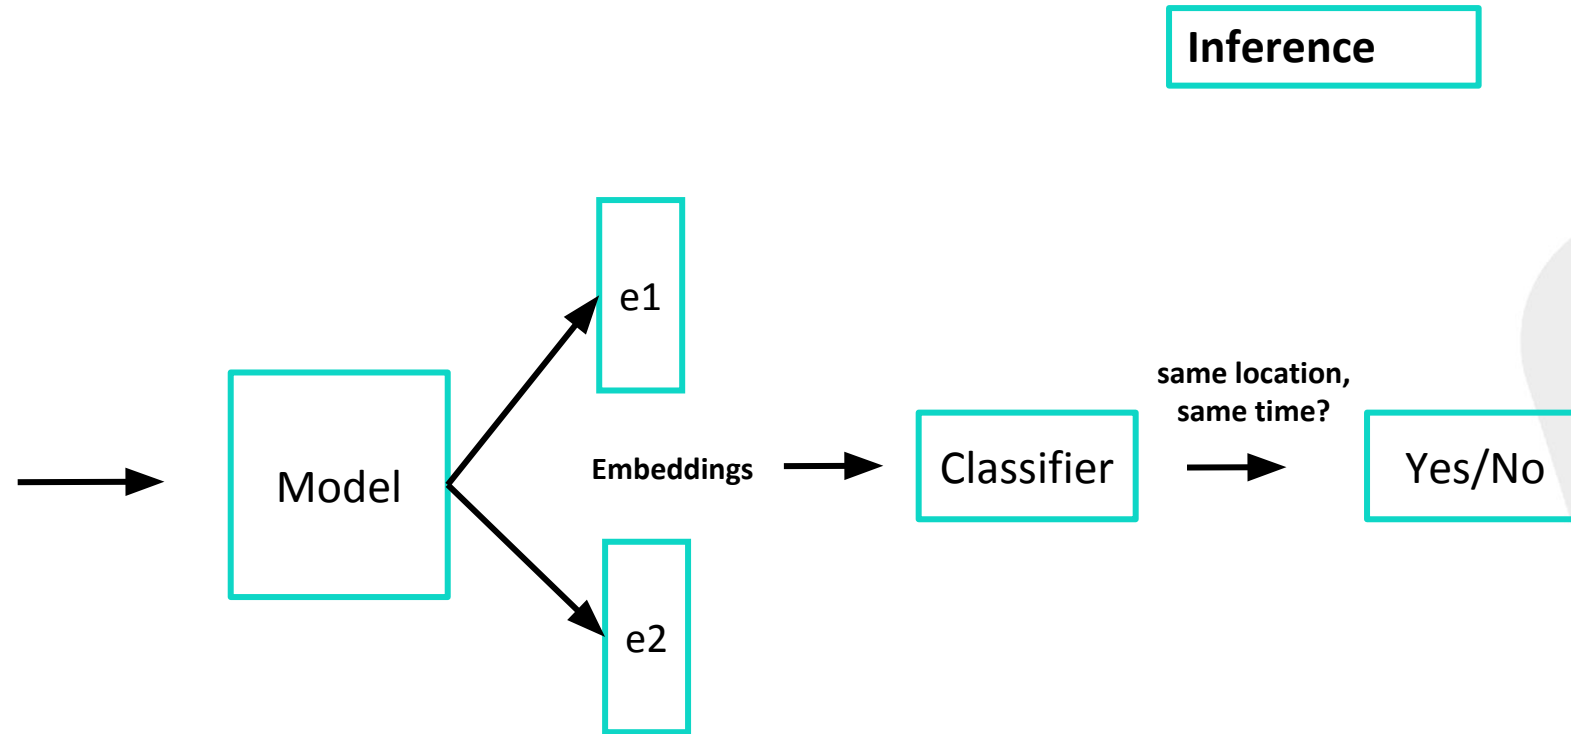 Inference
e1
same location,
same time?
Model
Embeddings
Classifier
Yes/No
e2